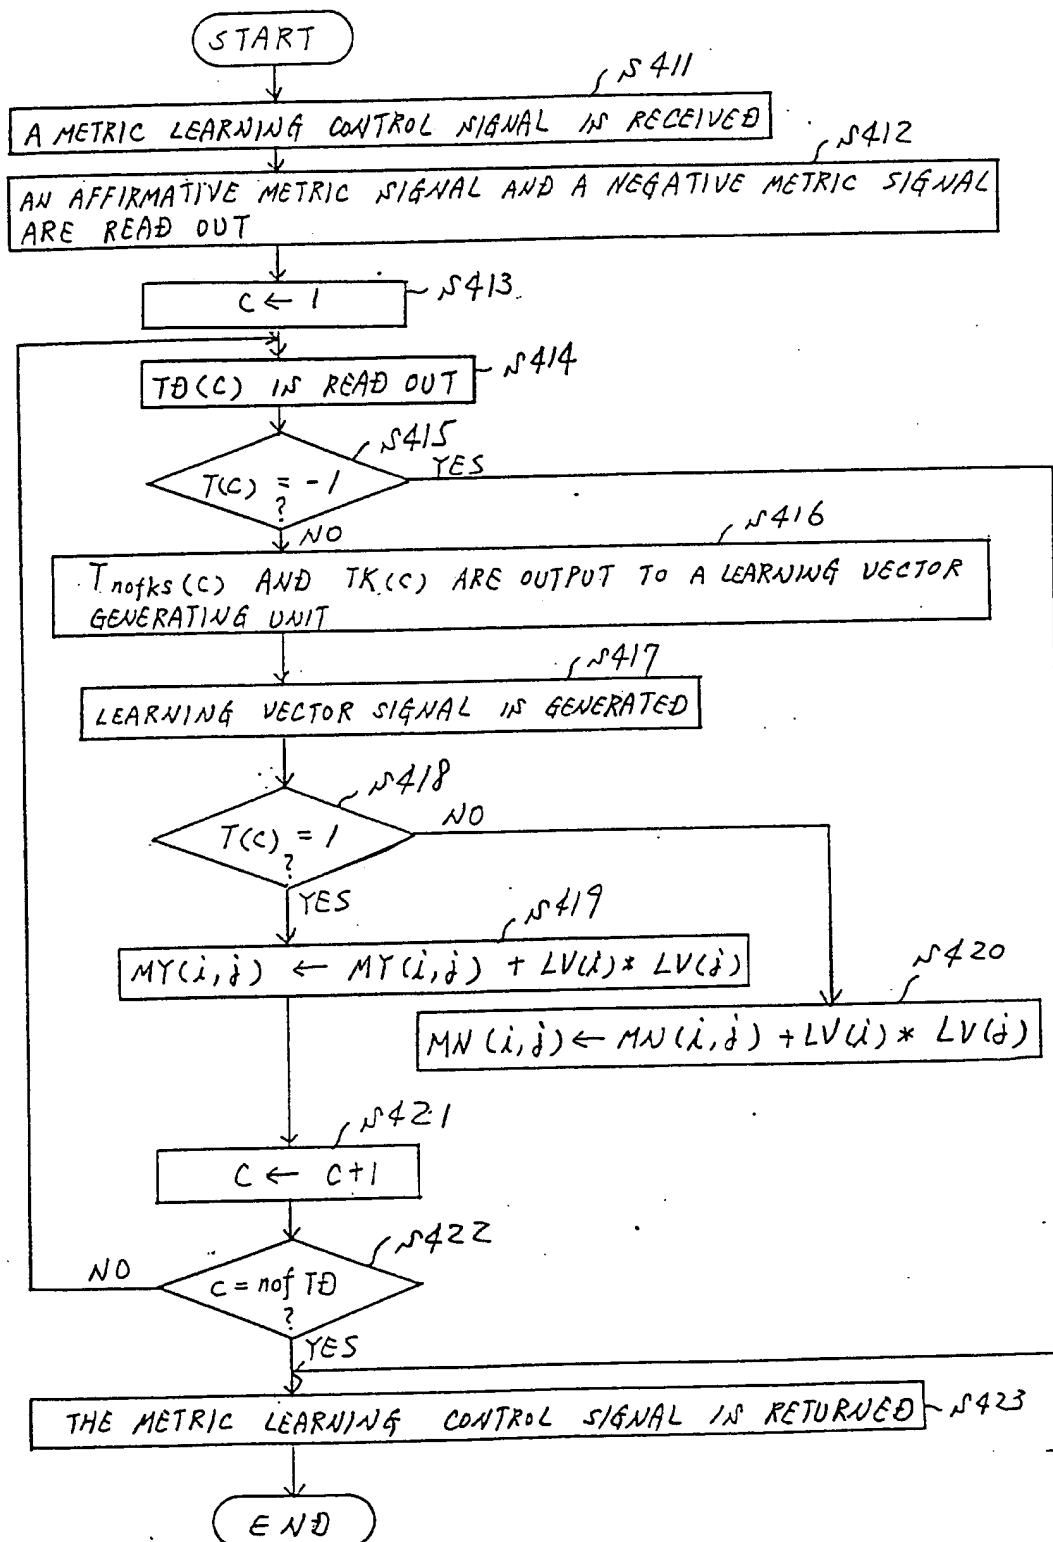 START
S411
A METRIC LEARNING CONTROL SIGNAL IS RECEIVED
S412
AN AFFIRMATIVE METRIC SIGNAL AND A NEGATIVE METRIC SIGNAL
ARE READ OUT
C ← 1
S413
TD(C) IS READ OUT
S414
S415
T(C) = -1
?
YES
NO
S416
Tnofks(C) AND TK(C) ARE OUTPUT TO A LEARNING VECTOR
GENERATING UNIT
S417
LEARNING VECTOR SIGNAL IS GENERATED
S418
T(C) = 1
?
NO
YES
S419
MY(i,j) ← MY(i,j) + LV(i)* LV(j)
S420
MN(i,j) ← MN(i,j) + LV(i) * LV(j)
S421
C ← C+1
S422
C = nof TD
?
NO
YES
THE METRIC LEARNING CONTROL SIGNAL IS RETURNED
S423
END